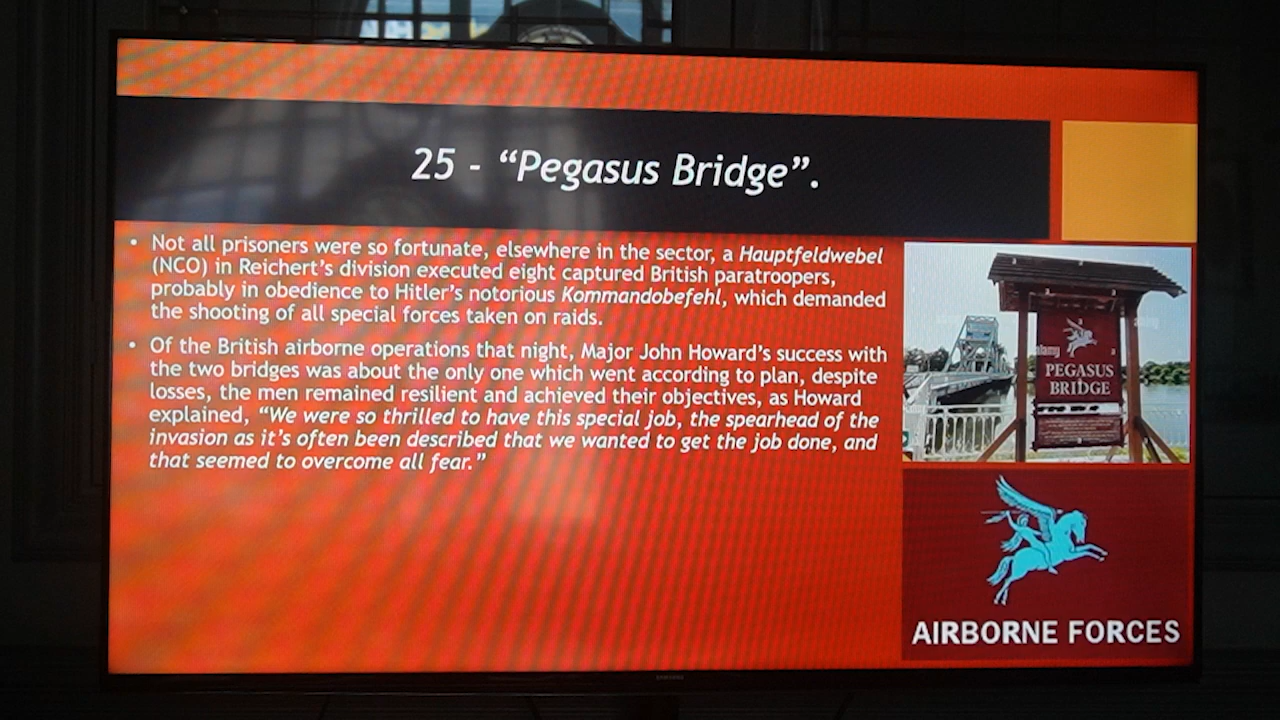 25 - “Pegasus Bridge”.
• Not all prisoners were so fortunate, elsewhere in the sector, a Hauptfeldwebel
(NCO) in Reichert’s division executed eight captured British paratroopers,
probably in obedience to Hitler’s notorious Kommandobefehl, which demanded
the shooting of all special forces taken on raids.
• Of the British airborne operations that night, Major John Howard’s success with
the two bridges was about the only one which went according to plan, despite
losses, the men remained resilient and achieved their objectives, as Howard
explained, “We were so thrilled to have this special job, the spearhead of the
invasion as it’s often been described that we wanted to get the job done, and
that seemed to overcome all fear.”
alamy
PEGASUS
BRIDGE
AIRBORNE FORCES
SAMSUNG